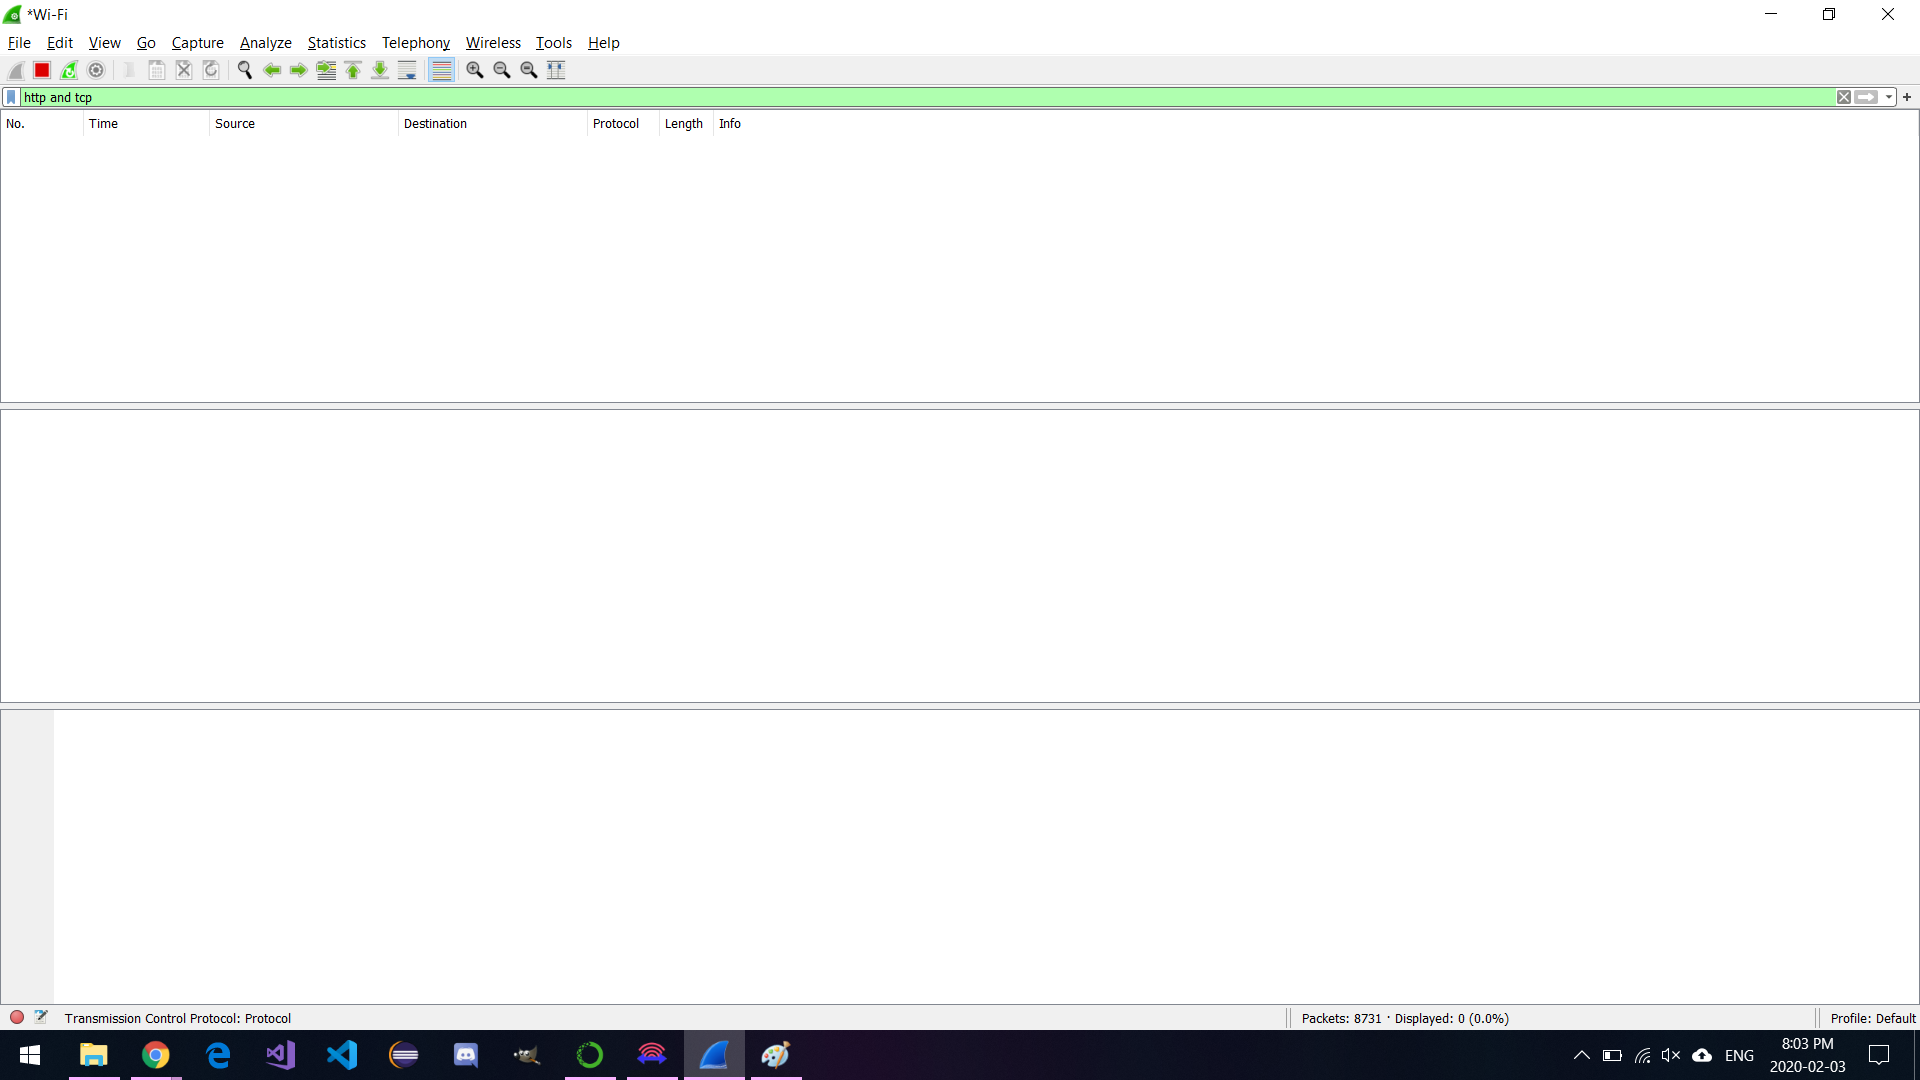 *Wi-Fi
File Edit View Go Capture Analyze Statistics Telephony Wireless Tools Help
http and tcp
No. Time Source Destination Protocol Length Info
Transmission Control Protocol: Protocol Packets: 8731 · Displayed: 0 (0.0%) Profile: Default
ENG 8:03 PM
2020-02-03